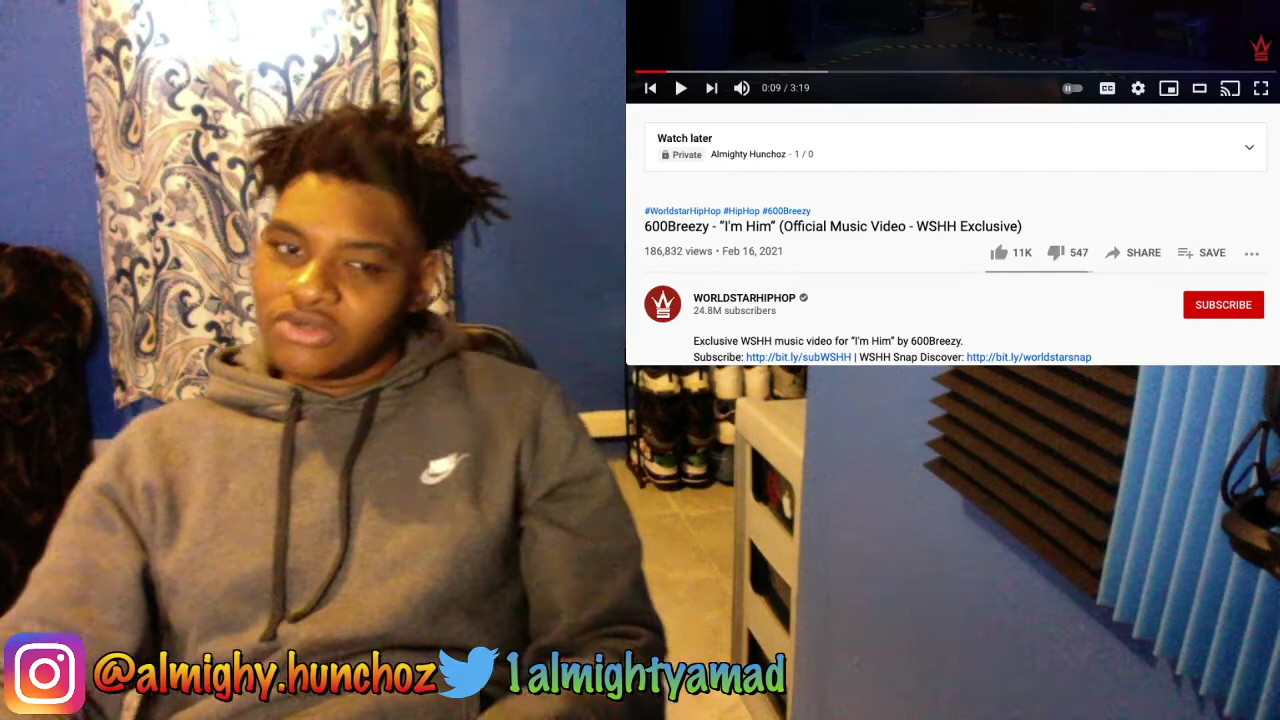 0:09 / 3:19
CC
Watch later
Private Almighty Hunchoz - 1 / 0
#WorldstarHipHop #HipHop #600Breezy
600Breezy - “I'm Him” (Official Music Video - WSHH Exclusive)
186,832 views • Feb 16, 2021
11K 547 SHARE SAVE
WORLDSTARHIPHOP
24.8M subscribers
SUBSCRIBE
Exclusive WSHH music video for “I'm Him” by 600Breezy.
Subscribe: http://bit.ly/subWSHH | WSHH Snap Discover: http://bit.ly/worldstarsnap
@almighy.hunchoz 1almightyamad